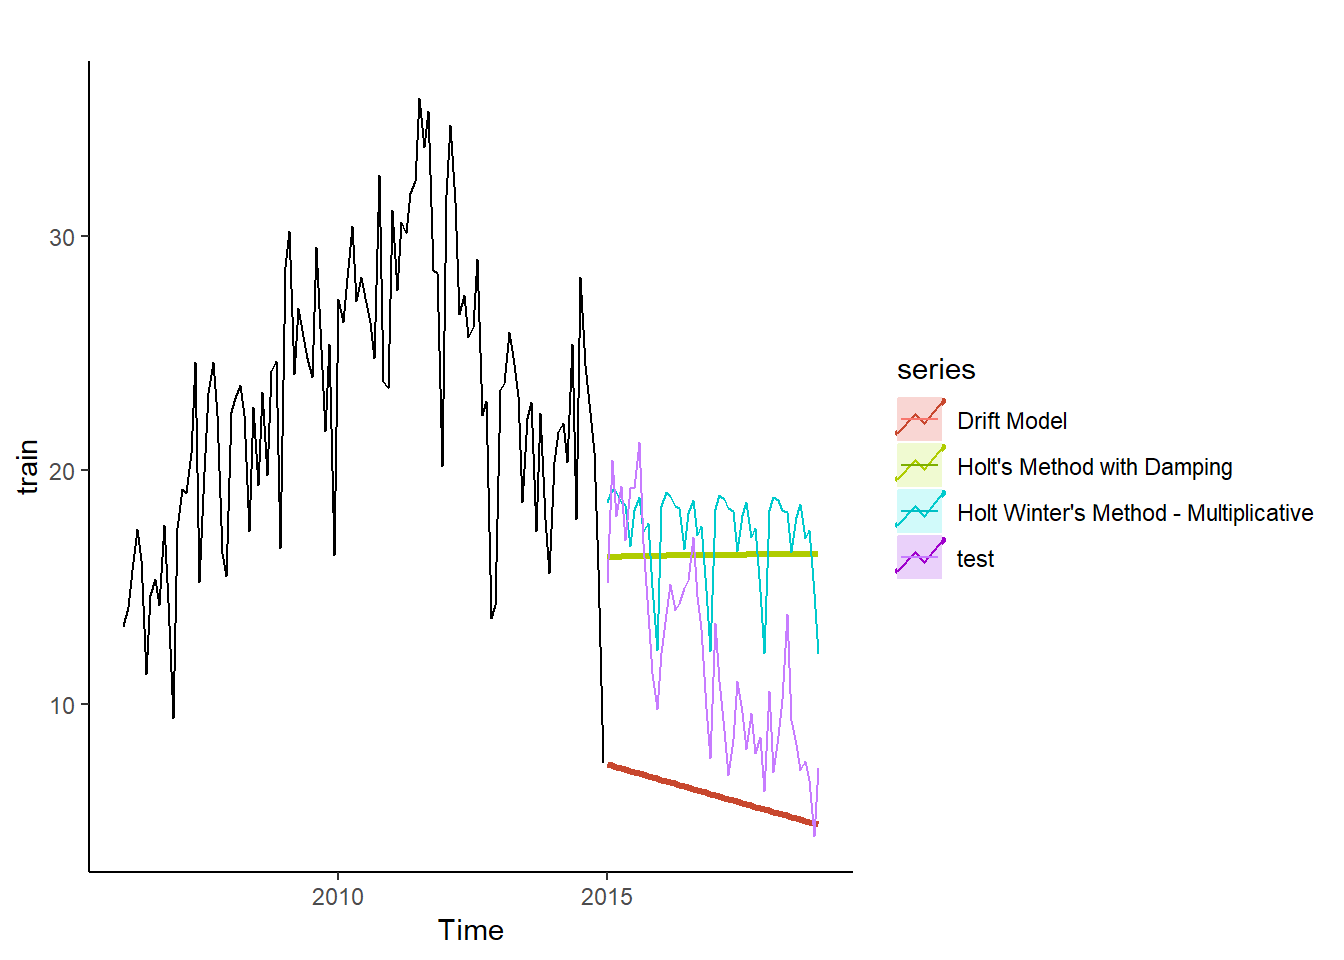 30
20
10
train
2010
2015
Time
series
Drift Model
Holt's Method with Damping
Holt Winter's Method - Multiplicative
test